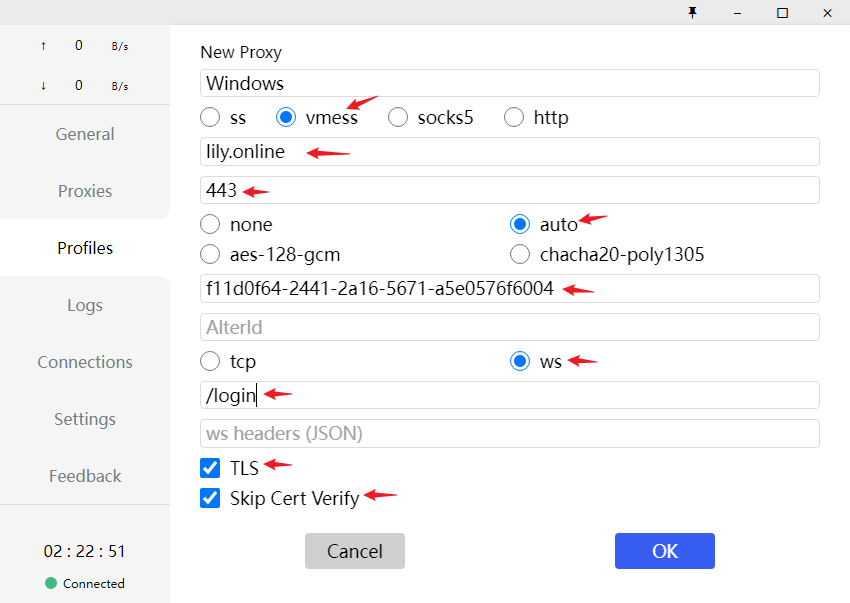 ↑ 0 B/s
↓ 0 B/s
General
Proxies
Profiles
Logs
Connections
Settings
Feedback
02 : 22 : 51
Connected
New Proxy
Windows
ss vmess socks5 http
lily.online
443
none auto
aes-128-gcm chacha20-poly1305
f11d0f64-2441-2a16-5671-a5e0576f6004
AlterId
tcp ws
/login
ws headers (JSON)
TLS
Skip Cert Verify
Cancel OK